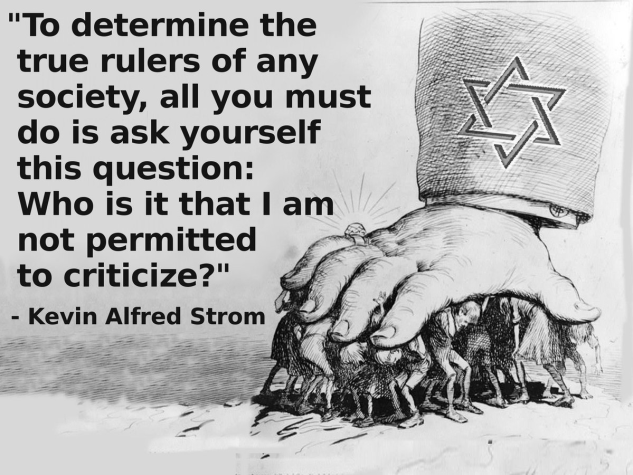 "To determine the
true rulers of any
society, all you must
do is ask yourself
this question:
Who is it that I am
not permitted
to criticize?"
- Kevin Alfred Strom